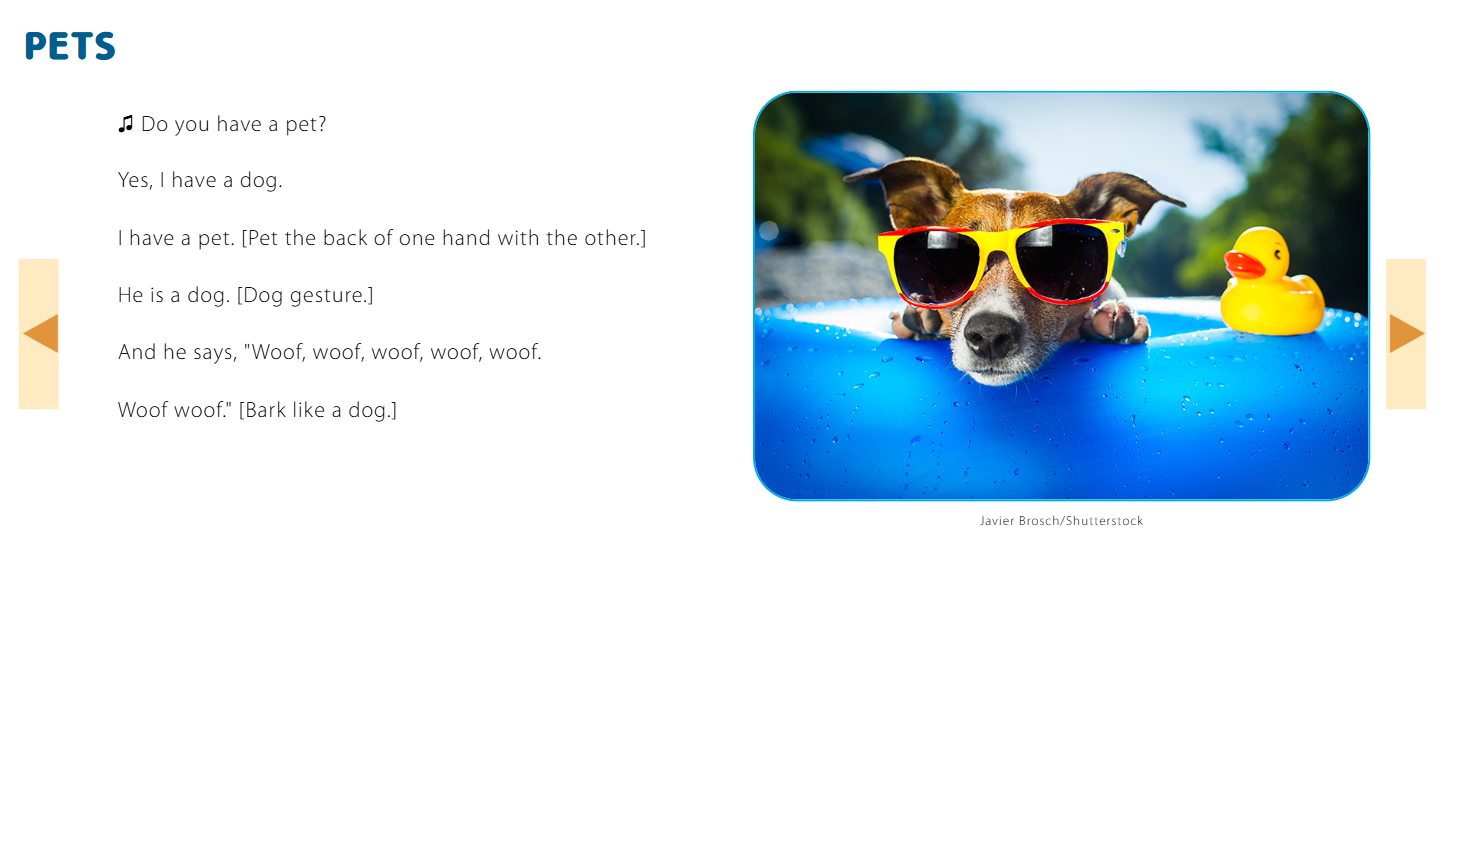 PETS
♫ Do you have a pet?
Yes, I have a dog.
I have a pet. [Pet the back of one hand with the other.]
He is a dog. [Dog gesture.]
And he says, "Woof, woof, woof, woof, woof.
Woof woof." [Bark like a dog.]
Javier Brosch/Shutterstock